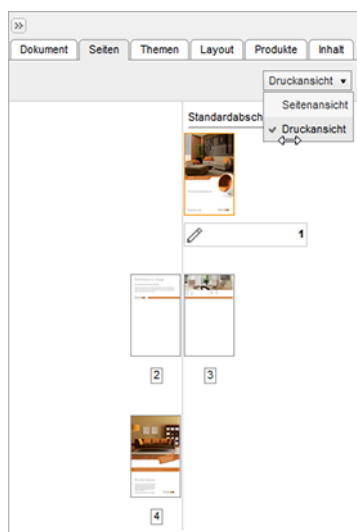 Dokument Seiten Themen Layout Produkte Inhalt
Druckansicht
Seitenansicht
Druckansicht
Standardabsch
1
2
3
4